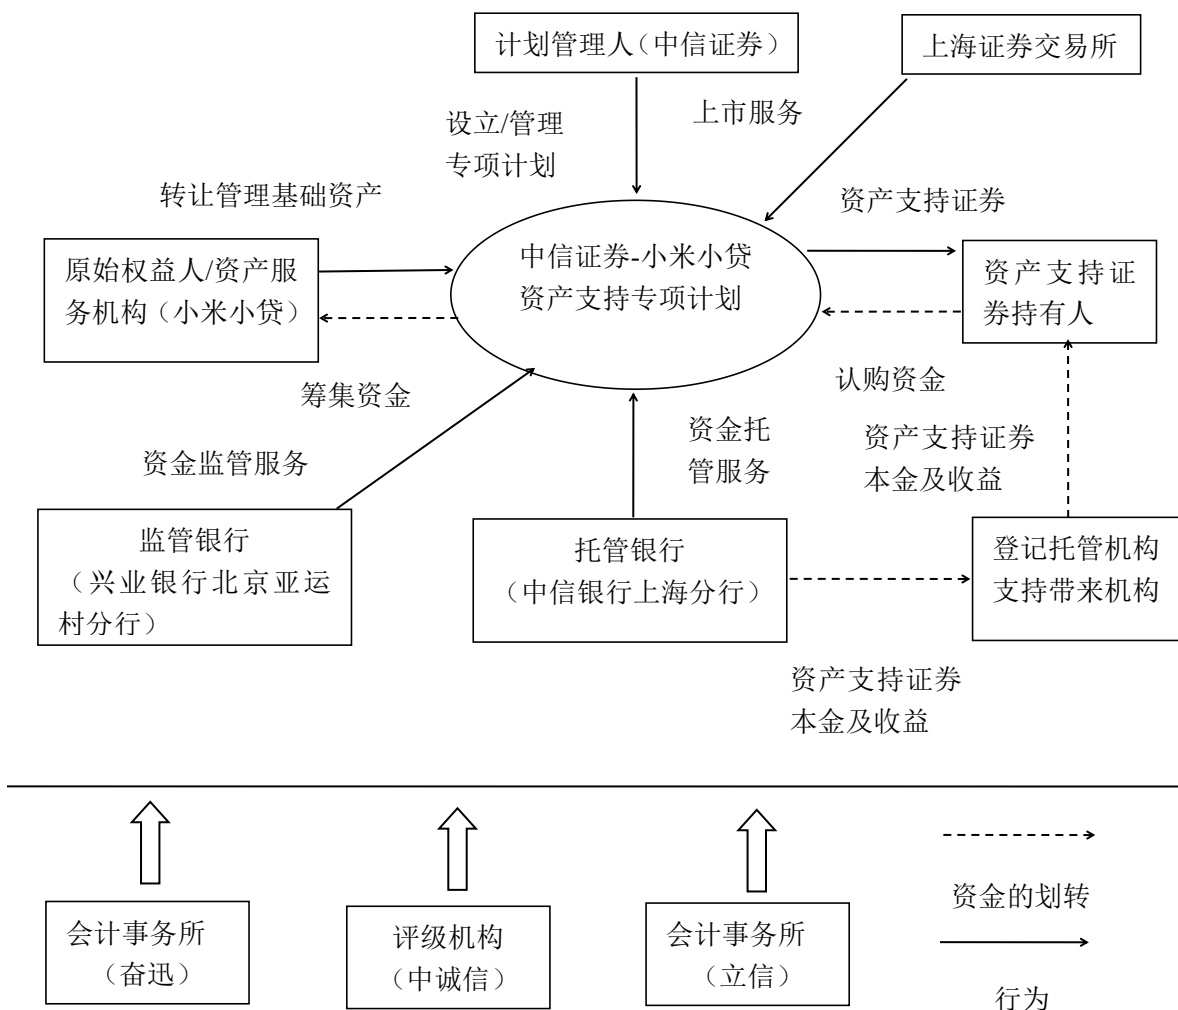 计划管理人（中信证券）
上海证券交易所
设立/管理
专项计划
上市服务
转让管理基础资产
资产支持证券
原始权益人/资产服
务机构（小米小贷）
中信证券-小米小贷
资产支持专项计划
资产支持证
券持有人
筹集资金
认购资金
资金监管服务
资金托
管服务
资产支持证券
本金及收益
监管银行
（兴业银行北京亚运
村分行）
托管银行
（中信银行上海分行）
登记托管机构
支持带来机构
资产支持证券
本金及收益
会计事务所
（奋迅）
评级机构
（中诚信）
会计事务所
（立信）
资金的划转
行为